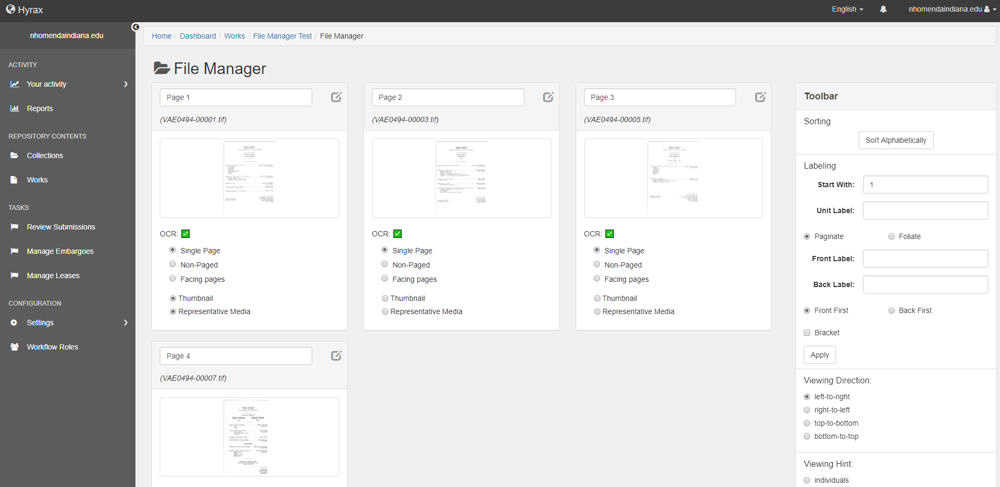 Hyrax
English
nhomendaindiana.edu
nhomendaindiana.edu
ACTIVITY
Your activity
Reports
REPOSITORY CONTENTS
Collections
Works
TASKS
Review Submissions
Manage Embargoes
Manage Leases
CONFIGURATION
Settings
Workflow Roles
Home / Dashboard / Works / File Manager Test / File Manager
File Manager
Page 1
(VAE0494-00001.tif)
OCR:
Single Page
Non-Paged
Facing pages
Thumbnail
Representative Media
Page 2
(VAE0494-00003.tif)
OCR:
Single Page
Non-Paged
Facing pages
Thumbnail
Representative Media
Page 3
(VAE0494-00005.tif)
OCR:
Single Page
Non-Paged
Facing pages
Thumbnail
Representative Media
Page 4
(VAE0494-00007.tif)
Toolbar
Sorting
Sort Alphabetically
Labeling
Start With: 1
Unit Label:
Paginate Foliate
Front Label:
Back Label:
Front First Back First
Bracket
Apply
Viewing Direction:
left-to-right
right-to-left
top-to-bottom
bottom-to-top
Viewing Hint:
individuals